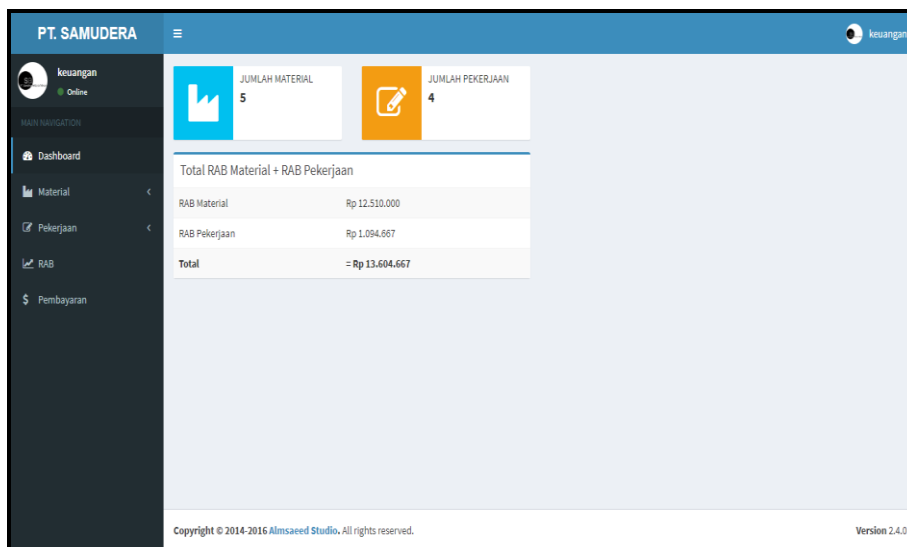 PT. SAMUDERA
keuangan
keuangan
Online
MAIN NAVIGATION
Dashboard
Material
Pekerjaan
RAB
$ Pembayaran
JUMLAH MATERIAL
5
JUMLAH PEKERJAAN
4
Total RAB Material + RAB Pekerjaan
RAB Material Rp 12.510.000
RAB Pekerjaan Rp 1.094.667
Total = Rp 13.604.667
Copyright © 2014-2016 Almsaeed Studio. All rights reserved.
Version 2.4.0